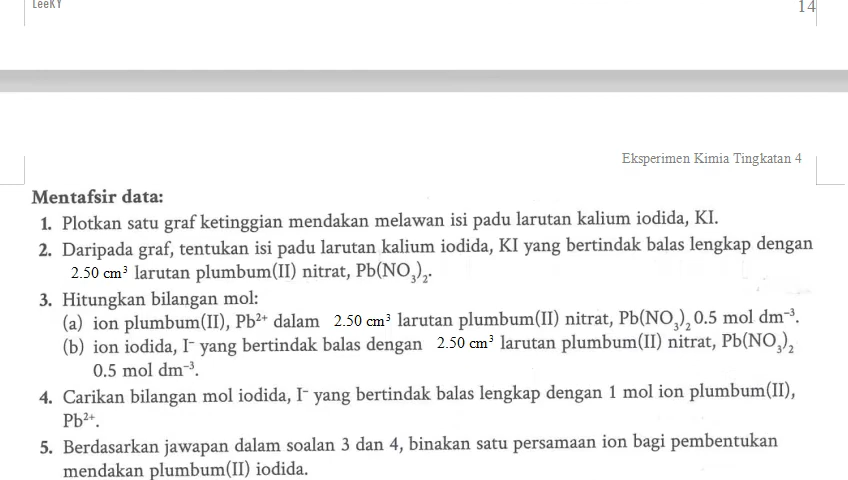 LeeKY
14
Eksperimen Kimia Tingkatan 4
Mentafsir data:
1. Plotkan satu graf ketinggian mendakan melawan isi padu larutan kalium iodida, KI.
2. Daripada graf, tentukan isi padu larutan kalium iodida, KI yang bertindak balas lengkap dengan
2.50 cm³ larutan plumbum(II) nitrat, Pb(NO₃)₂.
3. Hitungkan bilangan mol:
(a) ion plumbum(II), Pb²⁺ dalam 2.50 cm³ larutan plumbum(II) nitrat, Pb(NO₃)₂ 0.5 mol dm⁻³.
(b) ion iodida, I⁻ yang bertindak balas dengan 2.50 cm³ larutan plumbum(II) nitrat, Pb(NO₃)₂
0.5 mol dm⁻³.
4. Carikan bilangan mol iodida, I⁻ yang bertindak balas lengkap dengan 1 mol ion plumbum(II),
Pb²⁺.
5. Berdasarkan jawapan dalam soalan 3 dan 4, binakan satu persamaan ion bagi pembentukan
mendakan plumbum(II) iodida.